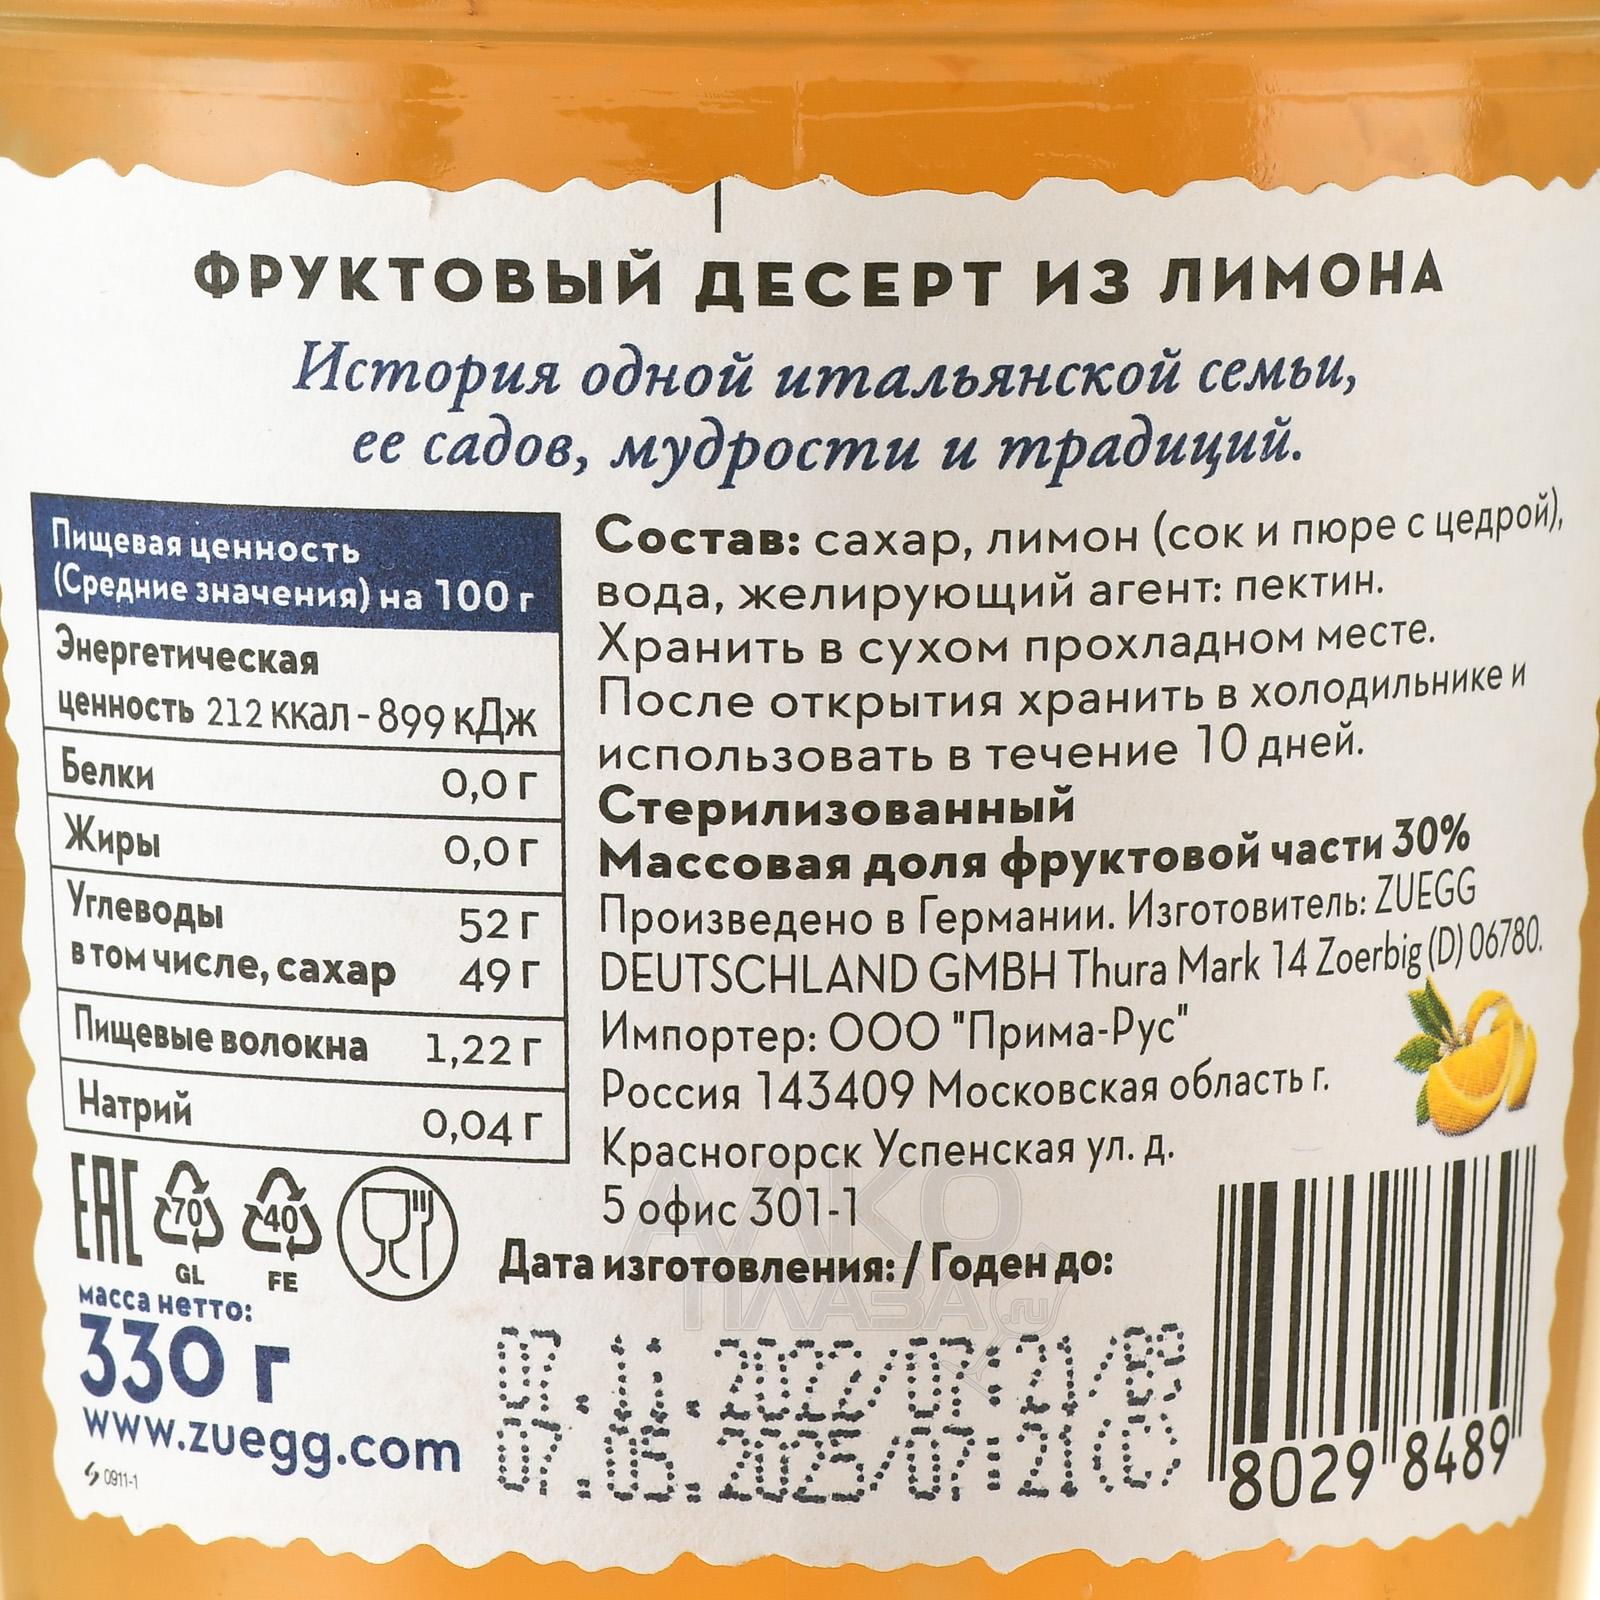 ФРУКТОВЫЙ ДЕСЕРТ ИЗ ЛИМОНА
История одной итальянской семьи,
ее садов, мудрости и традиций.
Пищевая ценность
(Средние значения) на 100 г
Энергетическая
ценность 212 ккал - 899 кДж
Белки 0,0 г
Жиры 0,0 г
Углеводы 52 г
в том числе, сахар 49 г
Пищевые волокна 1,22 г
Натрий 0,04 г
Состав: сахар, лимон (сок и пюре с цедрой),
вода, желирующий агент: пектин.
Хранить в сухом прохладном месте.
После открытия хранить в холодильнике и
использовать в течение 10 дней.
Стерилизованный
Массовая доля фруктовой части 30%
Произведено в Германии. Изготовитель: ZUEGG
DEUTSCHLAND GMBH Thura Mark 14 Zoerbig (D) 06780.
Импортер: ООО "Прима-Рус"
Россия 143409 Московская область г.
Красногорск Успенская ул. д.
5 офис 301-1
EAC
70
GL
40
FE
масса нетто:
330 г
www.zuegg.com
0911-1
Дата изготовления: / Годен до:
07.11.2022/07:21/B9
07.05.2025/07:21(C)
8029 8489
АЛКО
ПЛАЗА.ru